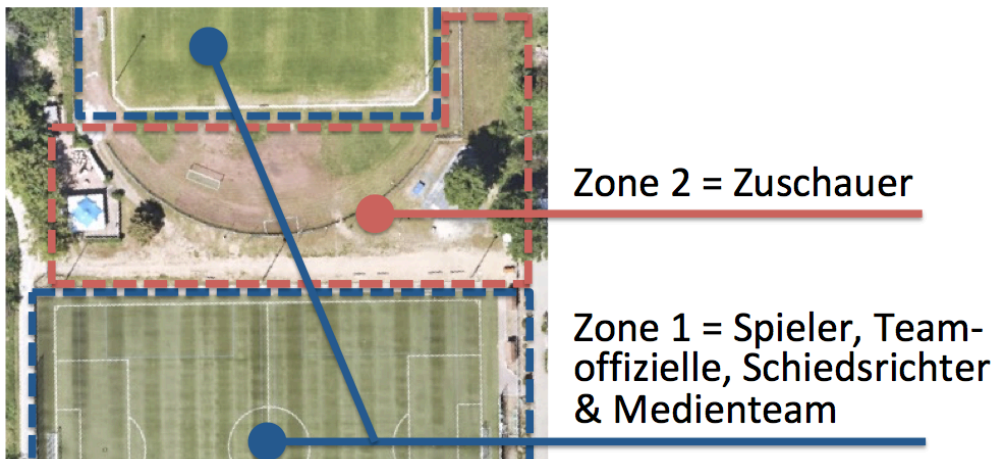 Zone 2 = Zuschauer
Zone 1 = Spieler, Team-
offizielle, Schiedsrichter
& Medienteam